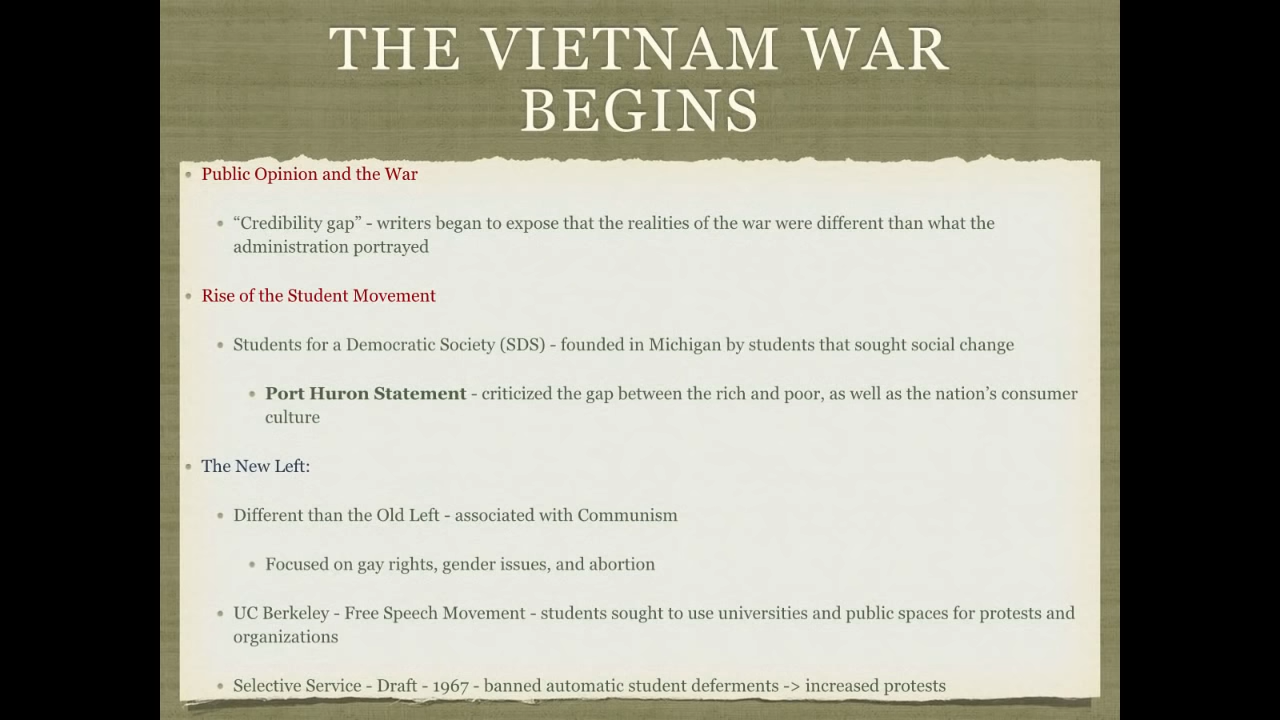 THE VIETNAM WAR
BEGINS
• Public Opinion and the War
• “Credibility gap” - writers began to expose that the realities of the war were different than what the
administration portrayed
• Rise of the Student Movement
• Students for a Democratic Society (SDS) - founded in Michigan by students that sought social change
• Port Huron Statement - criticized the gap between the rich and poor, as well as the nation’s consumer
culture
• The New Left:
• Different than the Old Left - associated with Communism
• Focused on gay rights, gender issues, and abortion
• UC Berkeley - Free Speech Movement - students sought to use universities and public spaces for protests and
organizations
• Selective Service - Draft - 1967 - banned automatic student deferments -> increased protests